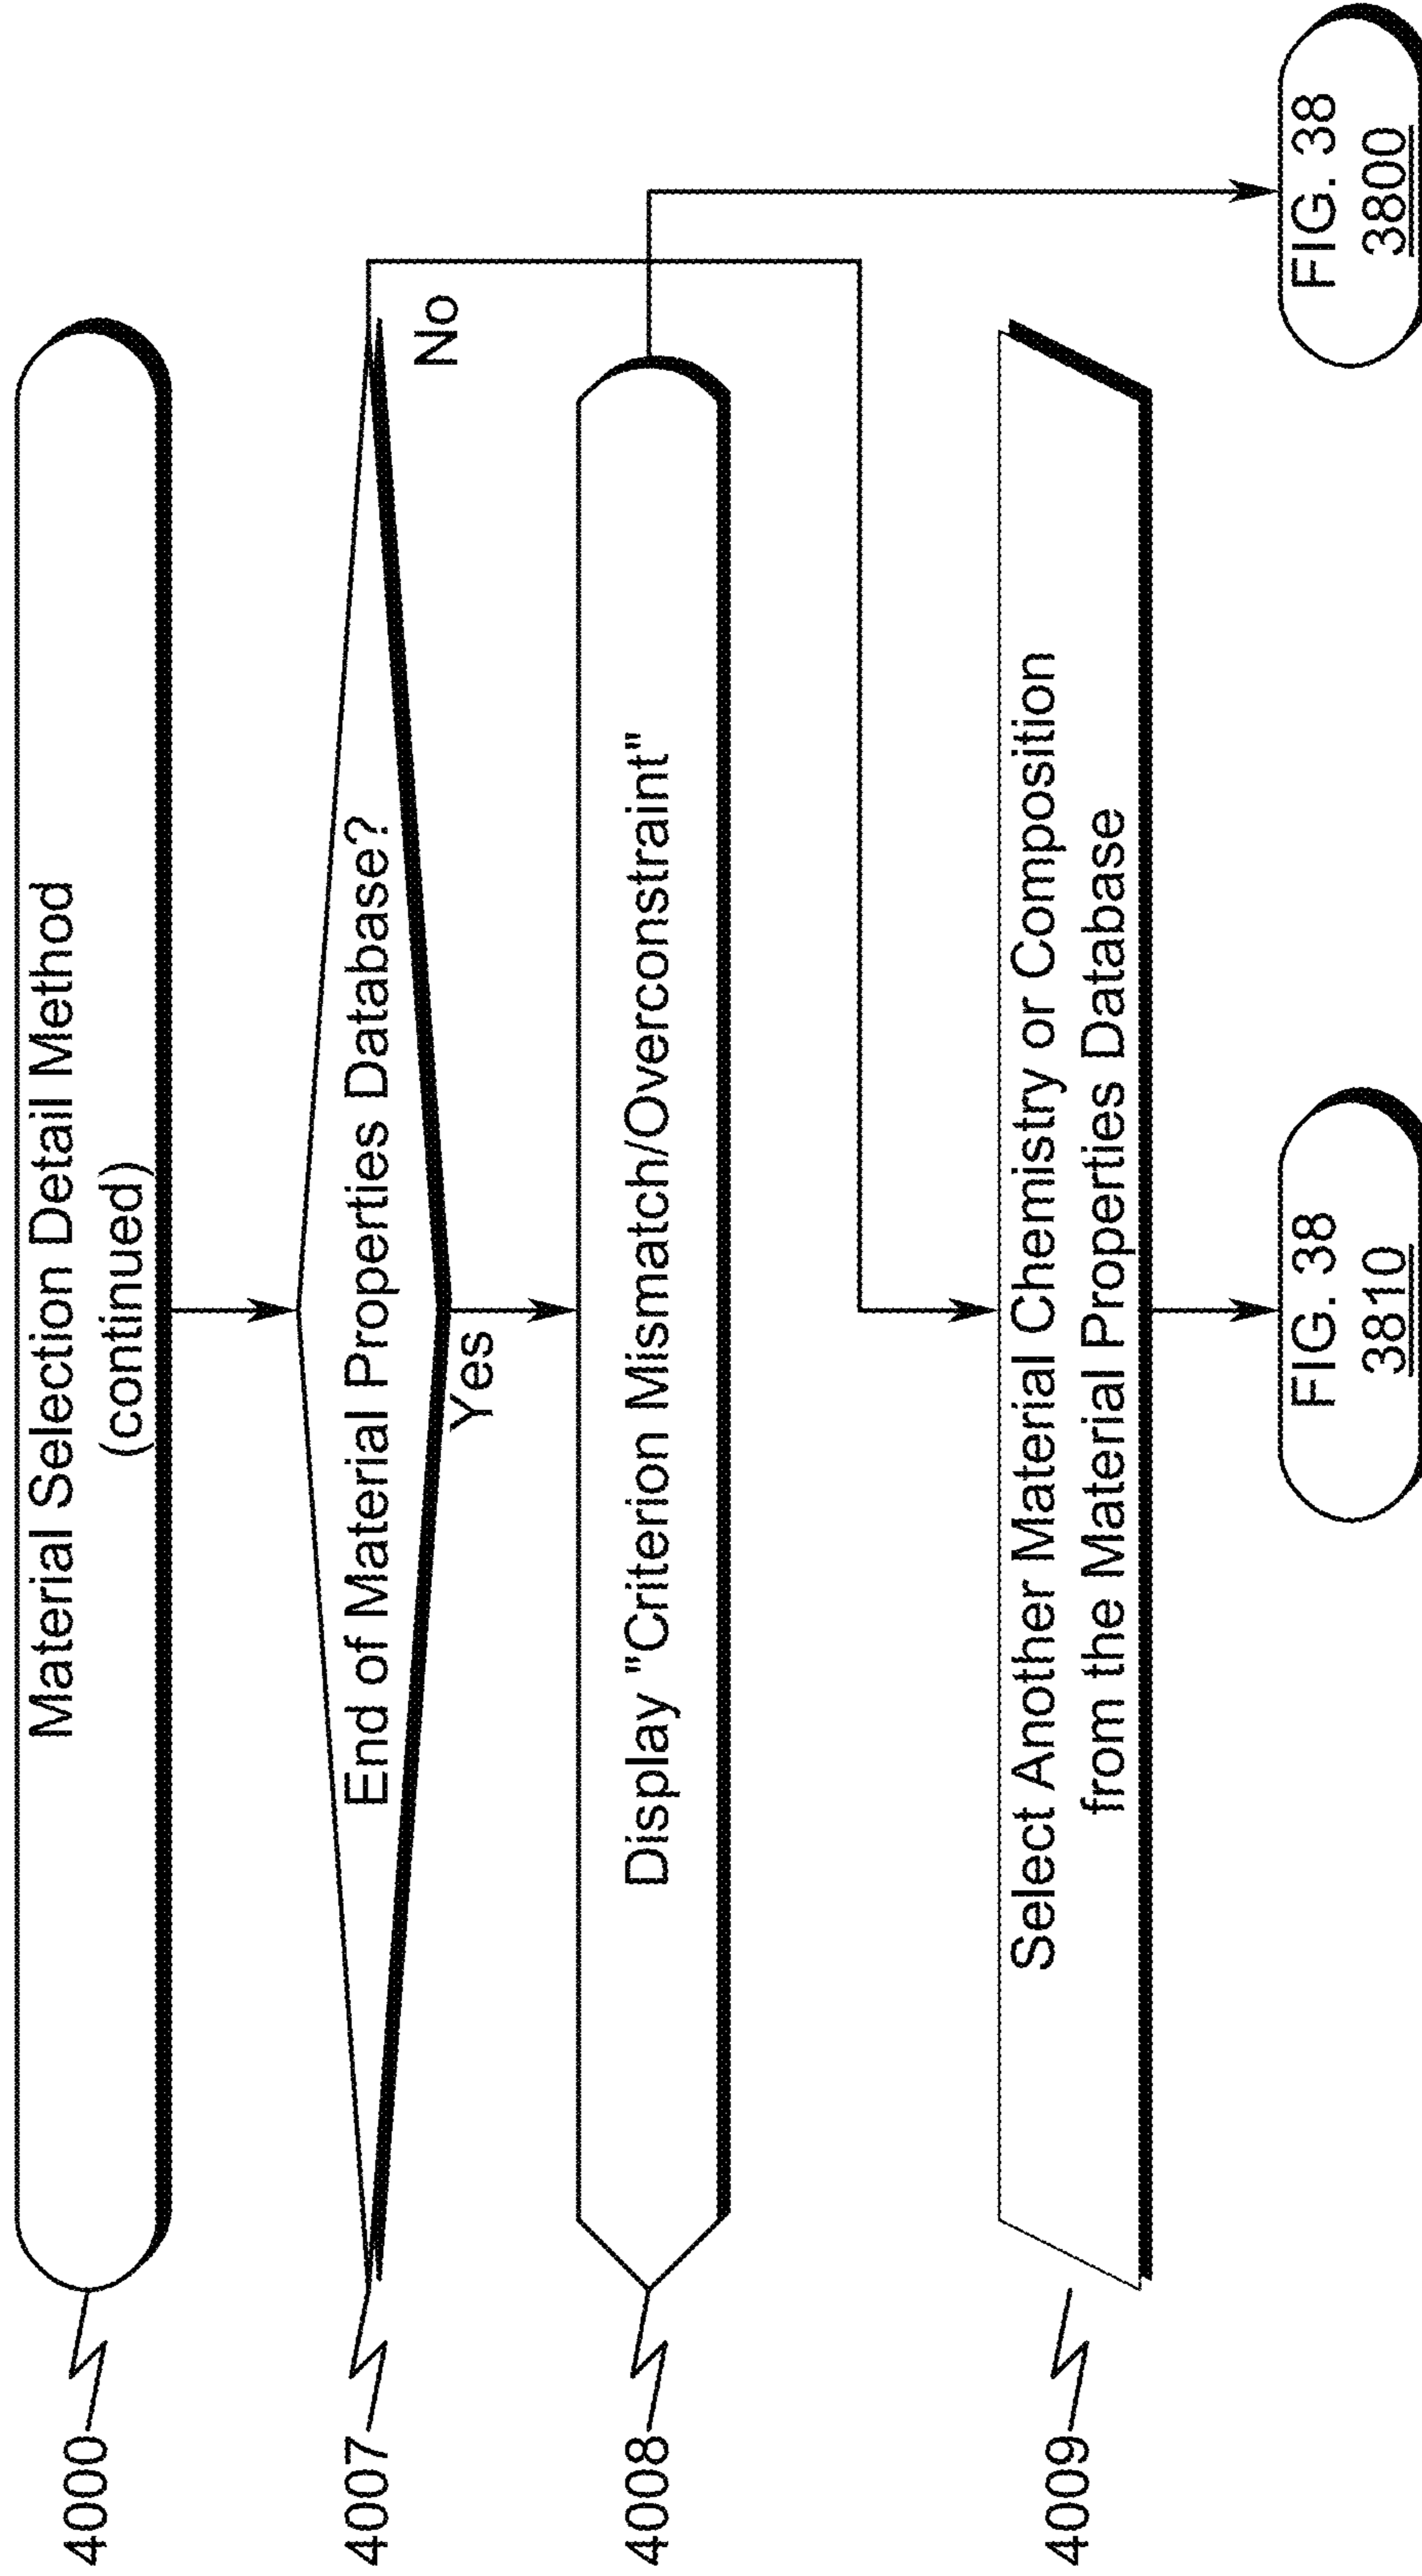 4000
Material Selection Detail Method
(continued)
4007
End of Material Properties Database?
No
Yes
4008
Display "Criterion Mismatch/Overconstraint"
4009
Select Another Material Chemistry or Composition
from the Material Properties Database
FIG. 38
3810
FIG. 38
3800